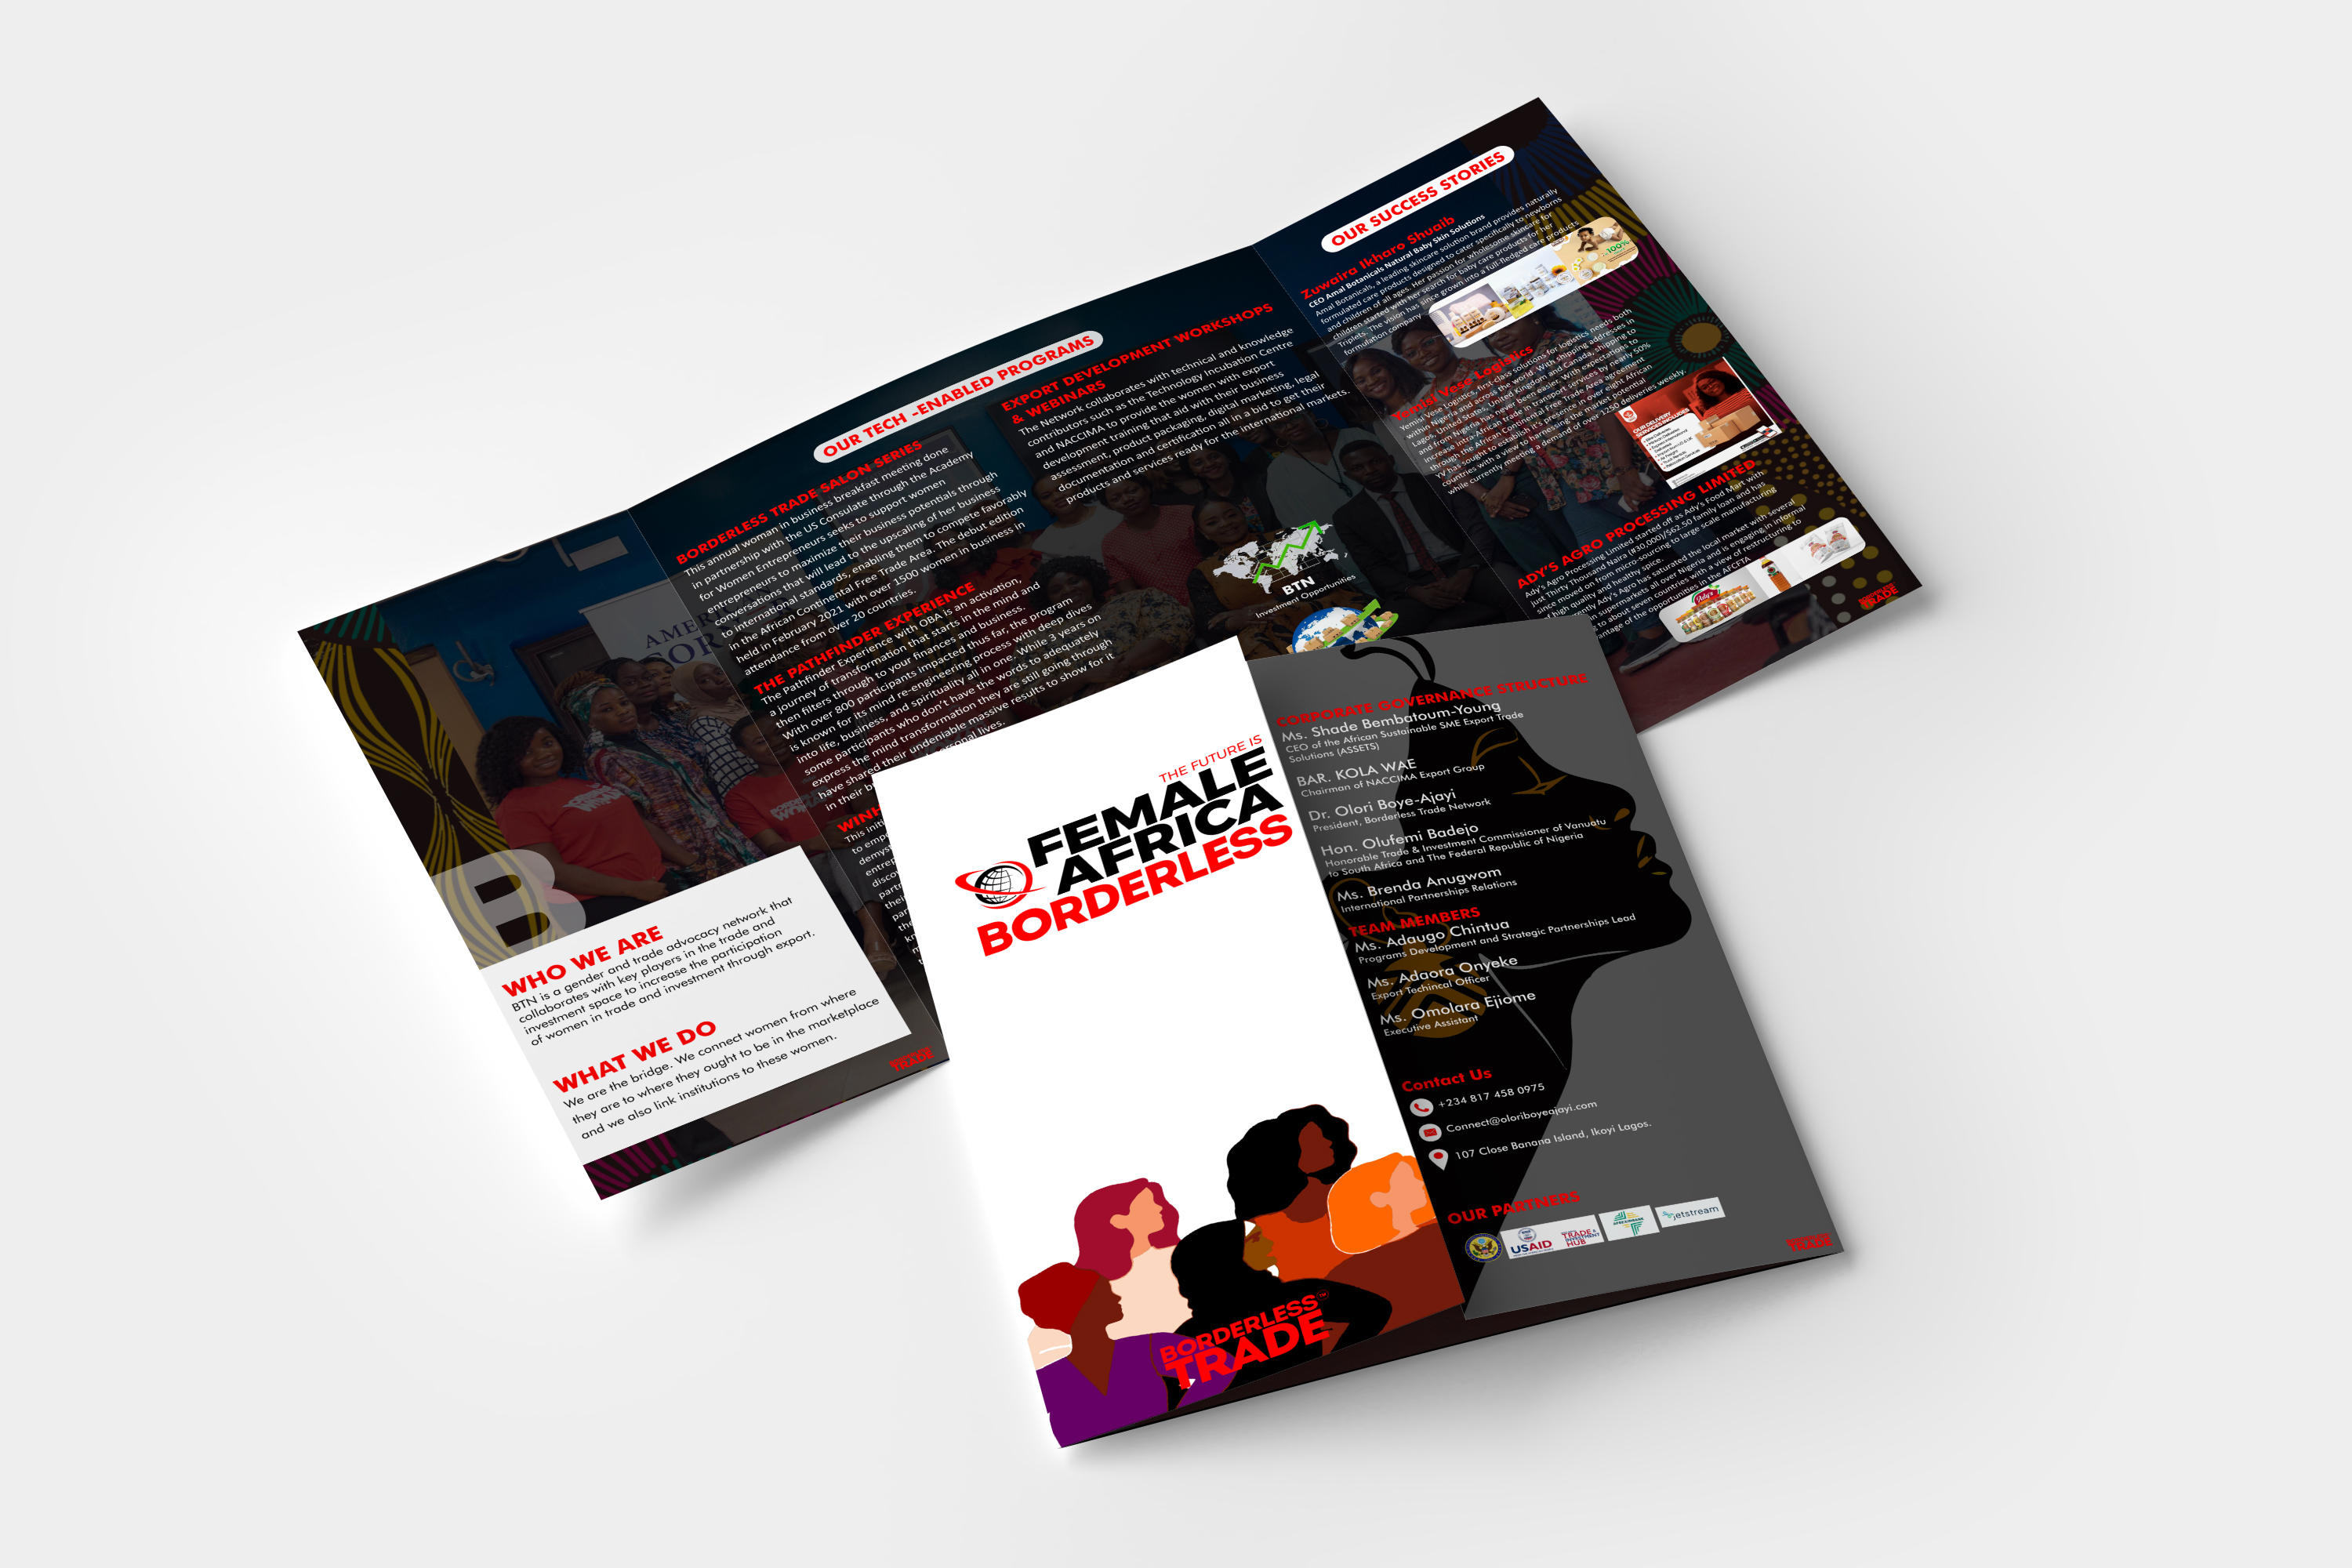 AMERI
COR
B
WHO WE ARE
BTN is a gender and trade advocacy network that
collaborates with key players in the trade and
investment space to increase the participation
of women in trade and investment through export.
WHAT WE DO
We are the bridge. We connect women from where
they are to where they ought to be in the marketplace
and we also link institutions to these women.
TRADE
OUR TECH -ENABLED PROGRAMS
BORDERLESS TRADE SALON SERIES
This annual woman in business breakfast meeting done
in partnership with the US Consulate through the Academy
for Women Entrepreneurs seeks to support women
entrepreneurs to maximize their business potentials through
conversations that will lead to the upscaling of her business
to international standards, enabling them to compete favorably
in the African Continental Free Trade Area. The debut edition
held in February 2021 with over 1500 women in business in
attendance from over 20 countries.
THE PATHFINDER EXPERIENCE
The Pathfinder Experience with OBA is an activation,
a journey of transformation that starts in the mind and
then filters through to your finances and business.
With over 800 participants impacted thus far, the program
is known for its mind re-engineering process with deep dives
into life, business, and spirituality all in one. While 3 years on
some participants who don't have the words to adequately
express the mind transformation they are still going through
have shared their undeniable massive results to show for it
in their personal lives.
This
to
EXPORT DEVELOPMENT WORKSHOPS
& WEBINARS
The Network collaborates with technical and knowledge
contributors such as the Technology Incubation Centre
and NACCIMA to provide the women with export
development training that aid with their business
assessment, product packaging, digital marketing, legal
documentation and certification all in a bid to get their
products and services ready for the international markets.
BTN
Investment Opportunities
OUR SUCCESS STORIES
Zuwaira Ikharo Shuaib
CEO Amal Botanicals Natural Baby Skin Solutions
Amal Botanicals, a leading skincare solution brand provides naturally
formulated care products designed to cater specifically to newborns
and children of all ages. Her passion for wholesome skincare for
children started with her search for baby care products for her
Triplets. The vision has since grown into a full fledged care products
formulation company
100%
Yemisi Vese Logistics
Yemisi Vese Logistics, first-class solutions for logistics needs both
within Nigeria and across the world. With shipping addresses in
Lagos, United States, United Kingdom and Canada, shipping to
and from Nigeria has never been easier. With expectations to
increase intra-African trade in transport services by nearly 50%
through the African Continental Free Trade Area agreement
YV has sought to establish it's presence in over eight African
countries with a view to harnessing the market potential
while currently meeting a demand of over 1250 deliveries weekly.
OUR DELIVERY
SERVICES INCLUDES
ADY'S AGRO PROCESSING LIMITED
Ady's Agro Processing Limited started off as Ady's Food Mart with
just Thirty Thousand Naira (#30,000)/$62.50 family loan and has
since moved on from micro-sourcing to large scale manufacturing
of high quality and healthy spice.
Ady's Agro has saturated the local market with several
supermarkets all over Nigeria and is engaging in informal
to about seven countries with a view of restructuring to
of the opportunities in the AFCFTA
Ady's
TRADE
THE FUTURE IS
FEMALE
AFRICA
BORDERLESS
BORDERLESS™
TRADE
CORPORATE GOVERNANCE STRUCTURE
Ms. Shade Bembatoum-Young
CEO of the African Sustainable SME Export Trade
Solutions (ASSETS)
BAR. KOLA WAE
Chairman of NACCIMA Export Group
Dr. Olori Boye-Ajayi
President, Borderless Trade Network
Hon. Olufemi Badejo
Honorable Trade & Investment Commissioner of Vanuatu
to South Africa and The Federal Republic of Nigeria
Ms. Brenda Anugwom
International Partnerships Relations
TEAM MEMBERS
Ms. Adaugo Chintua
Programs Development and Strategic Partnerships Lead
Ms. Adaora Onyeke
Export Techincal Officer
Ms. Omolara Ejiome
Executive Assistant
Contact Us
+234 817 458 0975
Connect@oloriboyeajayi.com
107 Close Banana Island, Ikoyi Lagos.
OUR PARTNERS
USAID
TRADE &
INVESTMENT
HUB
AFREXIMBANK
jetstream
TRADE